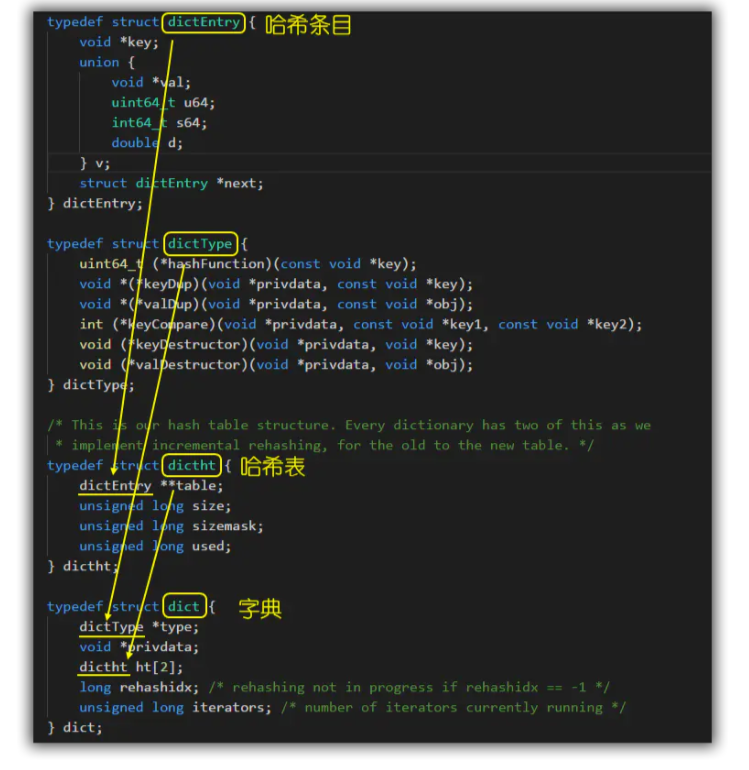 typedef struct dictEntry { 哈希条目
    void *key;
    union {
        void *val;
        uint64_t u64;
        int64_t s64;
        double d;
    } v;
    struct dictEntry *next;
} dictEntry;

typedef struct dictType {
    uint64_t (*hashFunction)(const void *key);
    void *(*keyDup)(void *privdata, const void *key);
    void *(*valDup)(void *privdata, const void *obj);
    int (*keyCompare)(void *privdata, const void *key1, const void *key2);
    void (*keyDestructor)(void *privdata, void *key);
    void (*valDestructor)(void *privdata, void *obj);
} dictType;

/* This is our hash table structure. Every dictionary has two of this as we
 * implement incremental rehashing, for the old to the new table. */
typedef struct dictht { 哈希表
    dictEntry **table;
    unsigned long size;
    unsigned long sizemask;
    unsigned long used;
} dictht;

typedef struct dict { 字典
    dictType *type;
    void *privdata;
    dictht ht[2];
    long rehashidx; /* rehashing not in progress if rehashidx == -1 */
    unsigned long iterators; /* number of iterators currently running */
} dict;